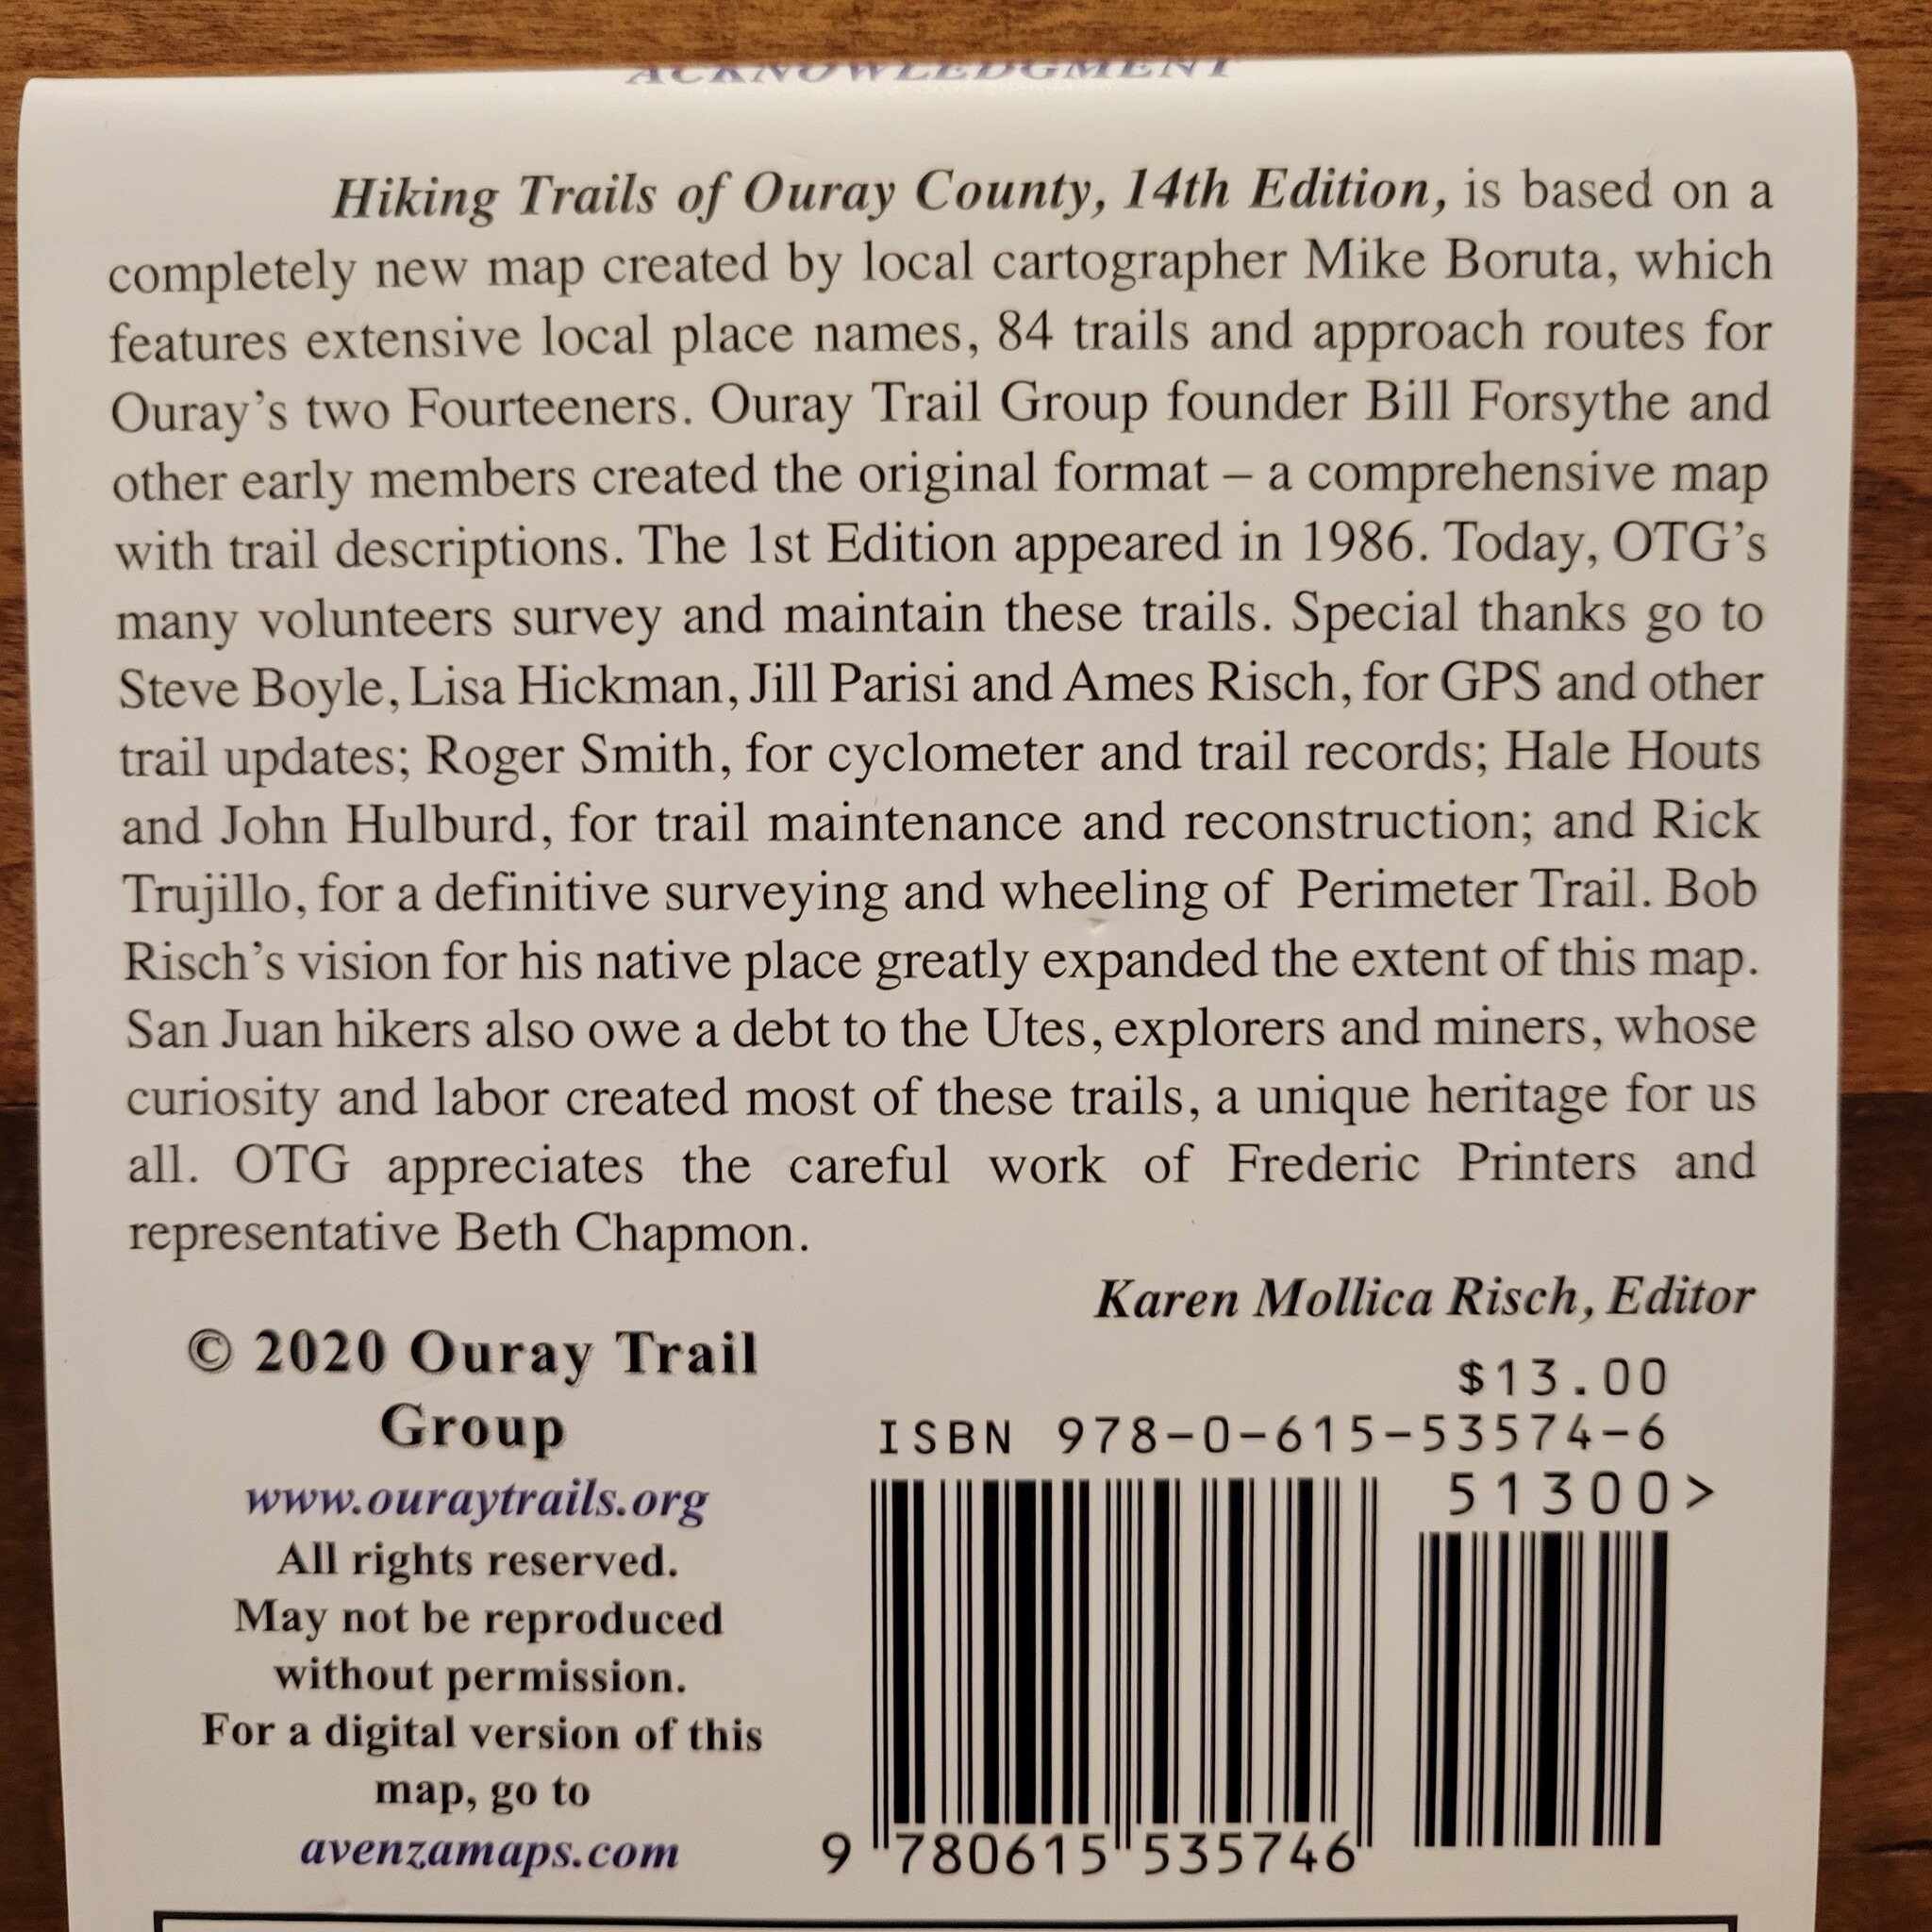 ACKNOWLEDGMENT
Hiking Trails of Ouray County, 14th Edition, is based on a
completely new map created by local cartographer Mike Boruta, which
features extensive local place names, 84 trails and approach routes for
Ouray’s two Fourteeners. Ouray Trail Group founder Bill Forsythe and
other early members created the original format – a comprehensive map
with trail descriptions. The 1st Edition appeared in 1986. Today, OTG’s
many volunteers survey and maintain these trails. Special thanks go to
Steve Boyle, Lisa Hickman, Jill Parisi and Ames Risch, for GPS and other
trail updates; Roger Smith, for cyclometer and trail records; Hale Houts
and John Hulburd, for trail maintenance and reconstruction; and Rick
Trujillo, for a definitive surveying and wheeling of Perimeter Trail. Bob
Risch’s vision for his native place greatly expanded the extent of this map.
San Juan hikers also owe a debt to the Utes, explorers and miners, whose
curiosity and labor created most of these trails, a unique heritage for us
all. OTG appreciates the careful work of Frederic Printers and
representative Beth Chapmon.
Karen Mollica Risch, Editor
© 2020 Ouray Trail
Group
www.ouraytrails.org
All rights reserved.
May not be reproduced
without permission.
For a digital version of this
map, go to
avenzamaps.com
$13.00
ISBN 978-0-615-53574-6
51300>
9 780615 535746